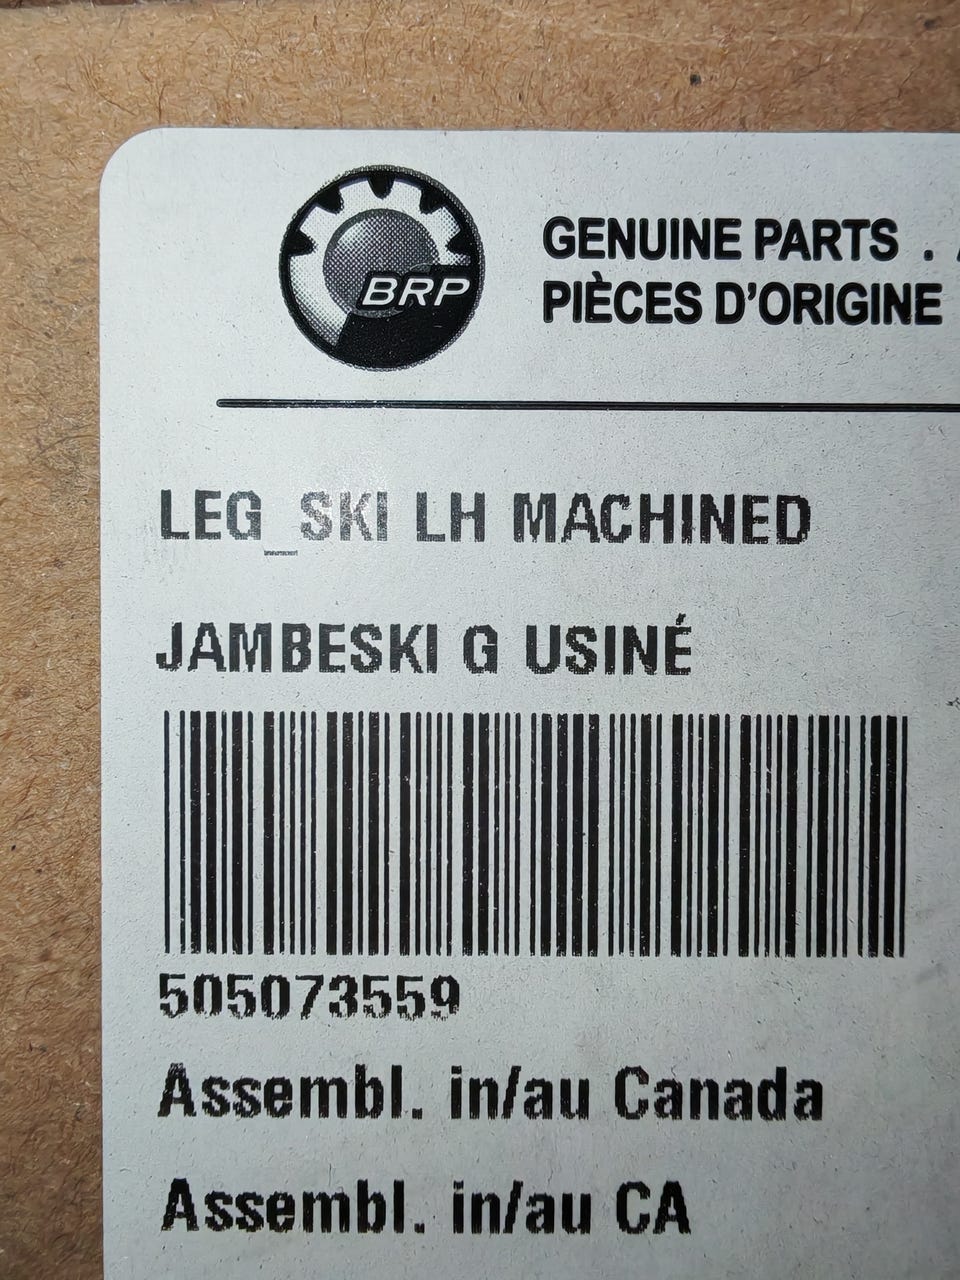 BRP
GENUINE PARTS .
PIÈCES D'ORIGINE
LEG_SKI LH MACHINED
JAMBESKI G USINÉ
505073559
Assembl. in/au Canada
Assembl. in/au CA